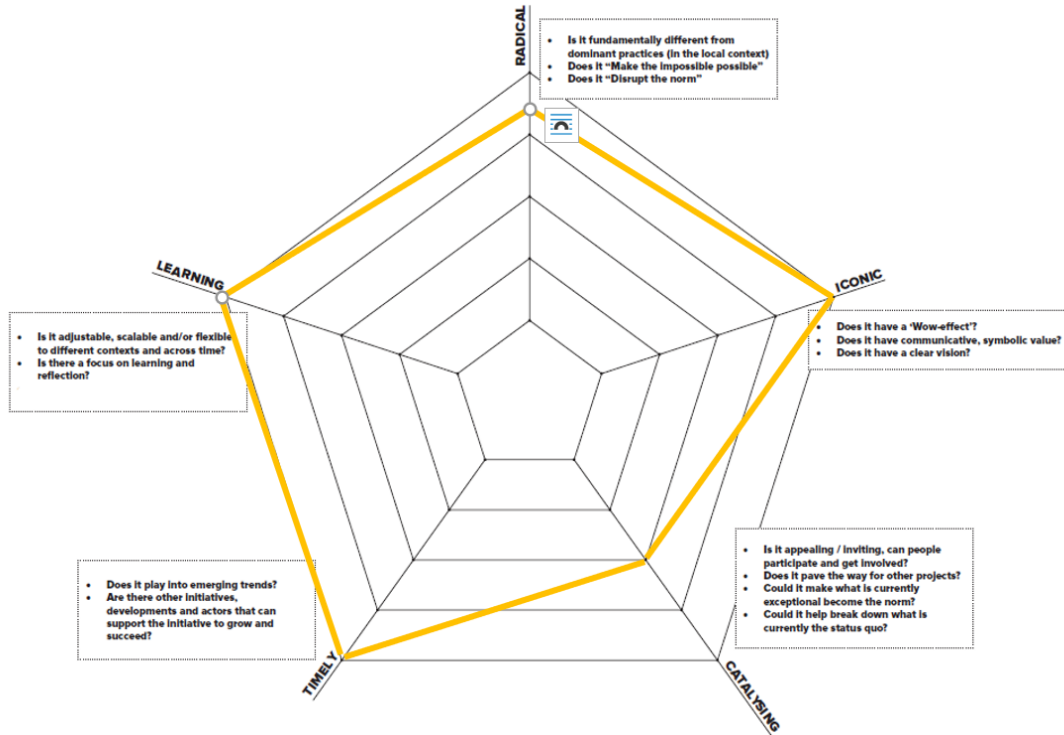 RADICAL
• Is it fundamentally different from
dominant practices (in the local context)
• Does it “Make the impossible possible”
• Does it “Disrupt the norm”
LEARNING
ICONIC
• Is it adjustable, scalable and/or flexible
to different contexts and across time?
• Is there a focus on learning and
reflection?
• Does it have a ‘Wow-effect’?
• Does it have communicative, symbolic value?
• Does it have a clear vision?
• Does it play into emerging trends?
• Are there other initiatives,
developments and actors that can
support the initiative to grow and
succeed?
• Is it appealing / inviting, can people
participate and get involved?
• Does it pave the way for other projects?
• Could it make what is currently
exceptional become the norm?
• Could it help break down what is
currently the status quo?
TIMELY
CATALYSING